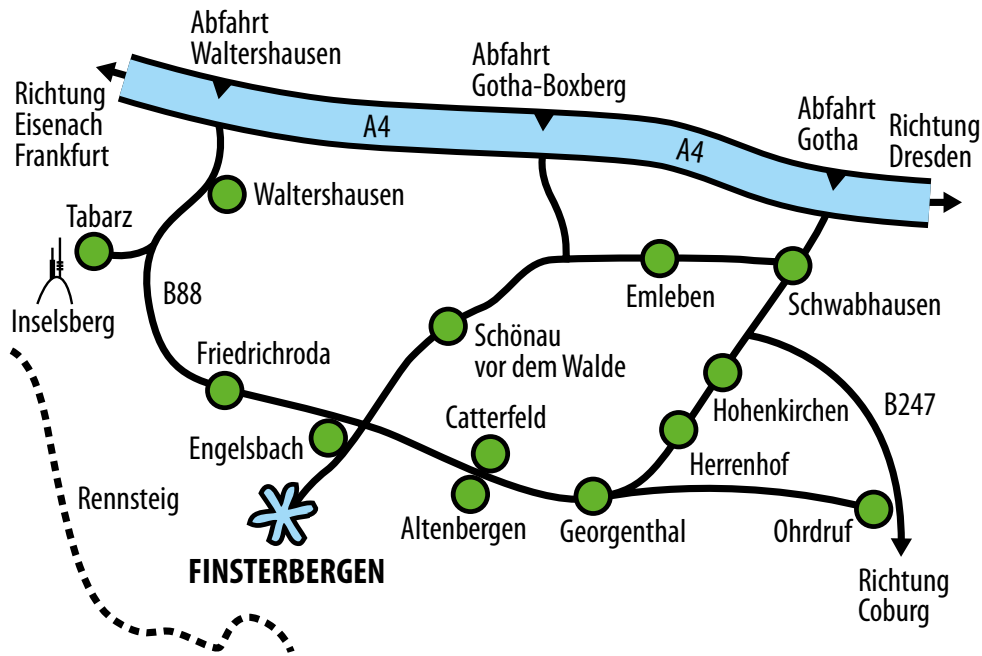 Abfahrt
Waltershausen
Abfahrt
Gotha-Boxberg
Abfahrt
Gotha
Richtung
Eisenach
Frankfurt
A4
A4
Richtung
Dresden
Waltershausen
Tabarz
Inselsberg
B88
Emleben
Schwabhausen
Schönau
vor dem Walde
Friedrichroda
Hohenkirchen
B247
Catterfeld
Engelsbach
Herrenhof
Rennsteig
Altenbergen
Georgenthal
Ohrdruf
FINSTERBERGEN
Richtung
Coburg